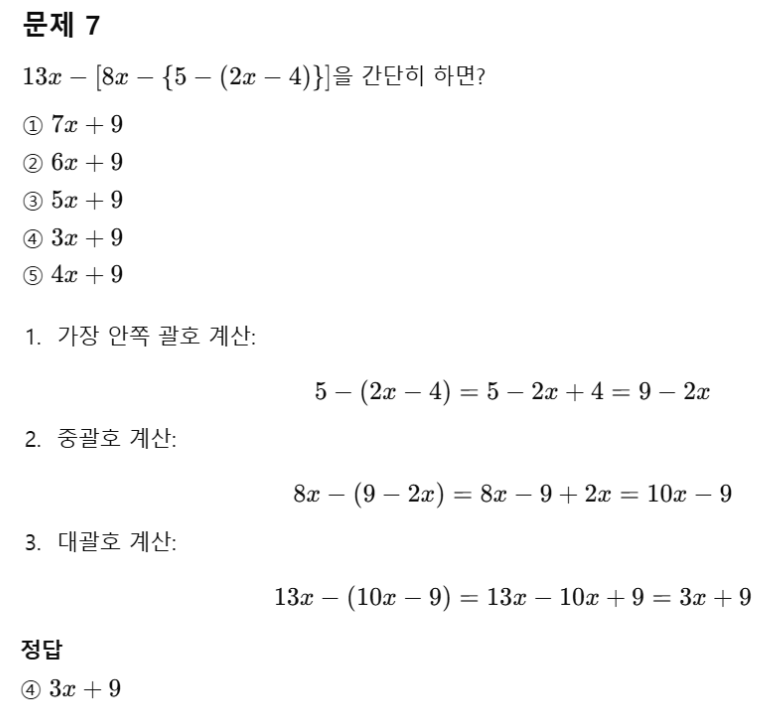 문제 7
13x − [8x − {5 − (2x − 4)}]을 간단히 하면?
① 7x + 9
② 6x + 9
③ 5x + 9
④ 3x + 9
⑤ 4x + 9
1. 가장 안쪽 괄호 계산:
5 − (2x − 4) = 5 − 2x + 4 = 9 − 2x
2. 중괄호 계산:
8x − (9 − 2x) = 8x − 9 + 2x = 10x − 9
3. 대괄호 계산:
13x − (10x − 9) = 13x − 10x + 9 = 3x + 9
정답
④ 3x + 9